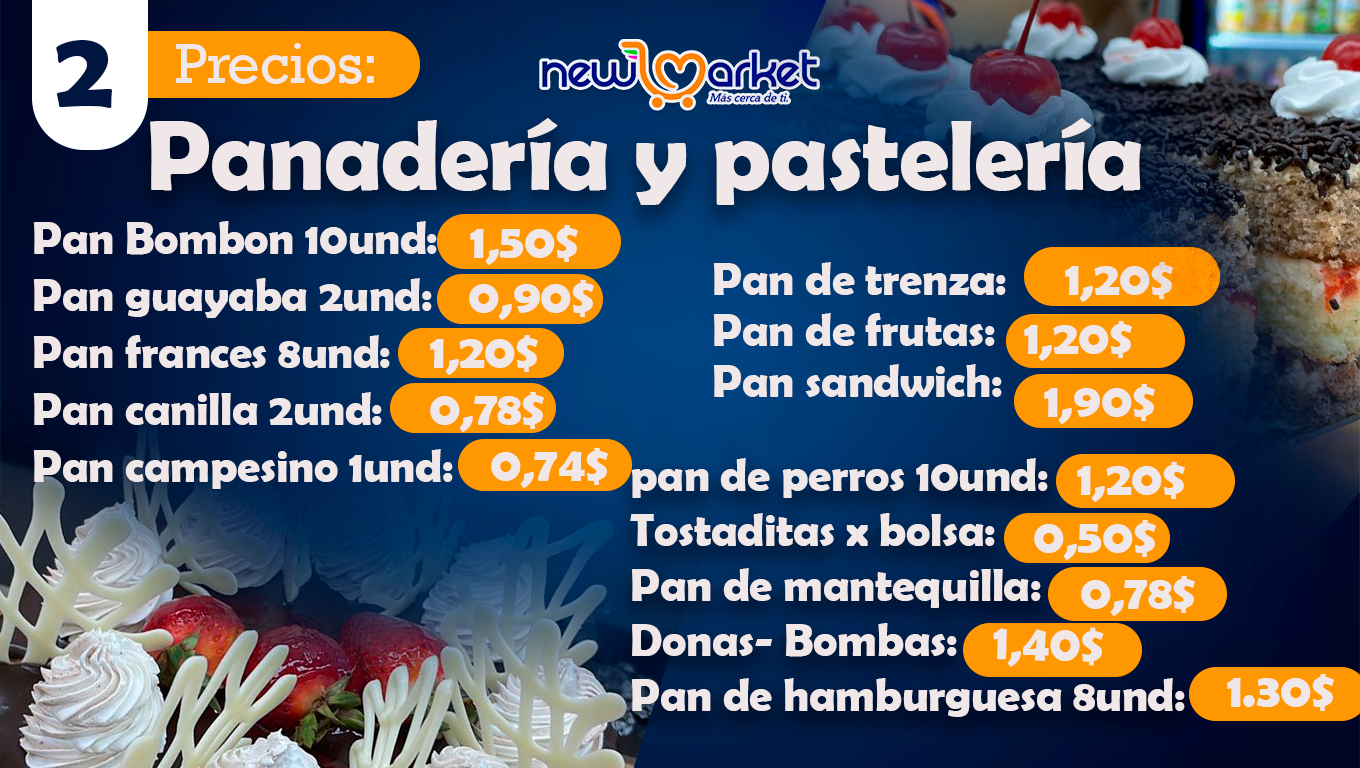 2
Precios:
new market
Más cerca de ti.
Panadería y pastelería
Pan Bombon 10und: 1,50$
Pan guayaba 2und: 0,90$
Pan frances 8und: 1,20$
Pan canilla 2und: 0,78$
Pan campesino 1und: 0,74$
Pan de trenza: 1,20$
Pan de frutas: 1,20$
Pan sandwich: 1,90$
pan de perros 10und: 1,20$
Tostaditas x bolsa: 0,50$
Pan de mantequilla: 0,78$
Donas- Bombas: 1,40$
Pan de hamburguesa 8und: 1.30$